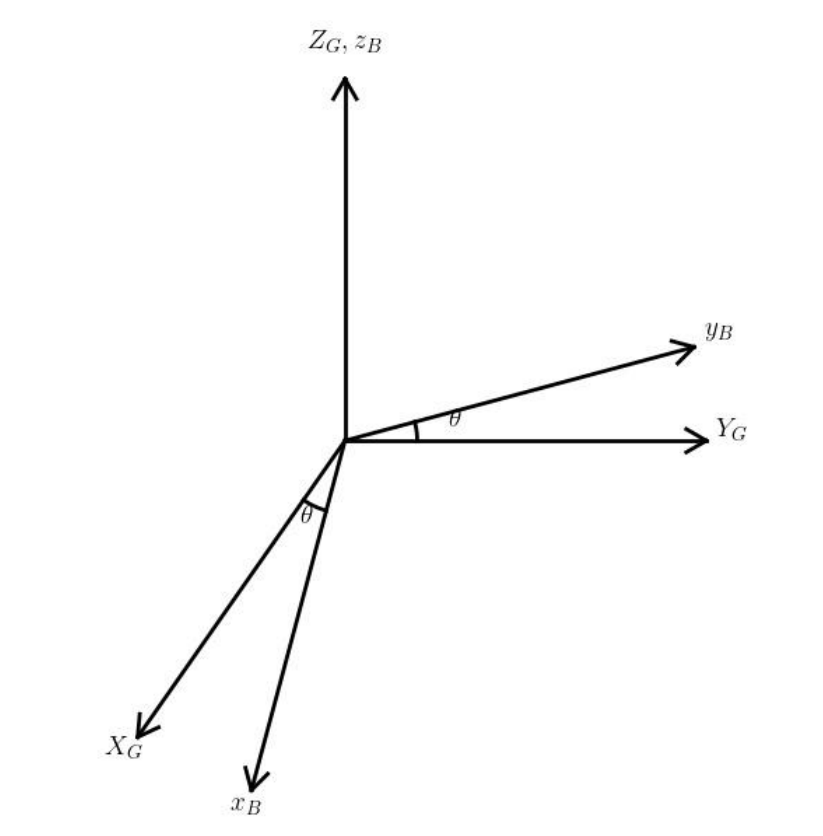 Z_G, z_B
y_B
θ
Y_G
θ
X_G
x_B